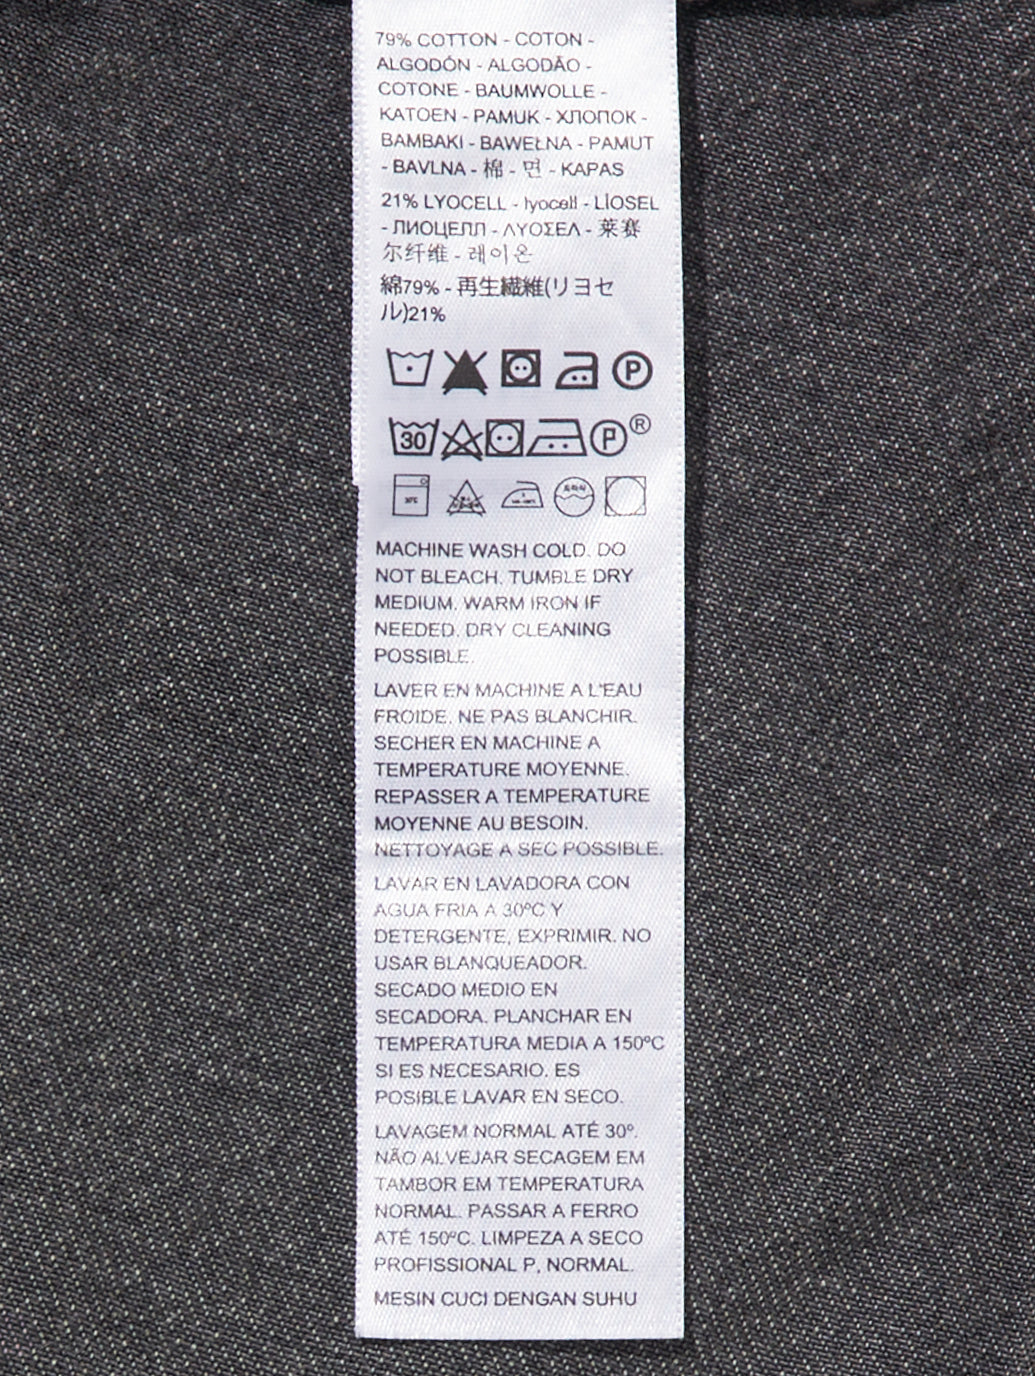 79% COTTON - COTON -
ALGODÓN - ALGODÃO -
COTONE - BAUMWOLLE -
KATOEN - PAMUK - ХЛОПОК -
BAMBAKI - BAWEŁNA - PAMUT
- BAVLNA - 棉 - 면 - KAPAS
21% LYOCELL - lyocell - LİOSEL
- ЛИОЦЕЛЛ - ΛΥΟΣΕΛ - 莱赛
尔纤维 - 레이온
綿79% - 再生繊維(リヨセ
ル)21%
P
30 P ®
MACHINE WASH COLD. DO
NOT BLEACH. TUMBLE DRY
MEDIUM. WARM IRON IF
NEEDED. DRY CLEANING
POSSIBLE.
LAVER EN MACHINE A L'EAU
FROIDE. NE PAS BLANCHIR.
SECHER EN MACHINE A
TEMPERATURE MOYENNE.
REPASSER A TEMPERATURE
MOYENNE AU BESOIN.
NETTOYAGE A SEC POSSIBLE.
LAVAR EN LAVADORA CON
AGUA FRIA A 30ºC Y
DETERGENTE, EXPRIMIR. NO
USAR BLANQUEADOR.
SECADO MEDIO EN
SECADORA. PLANCHAR EN
TEMPERATURA MEDIA A 150ºC
SI ES NECESARIO. ES
POSIBLE LAVAR EN SECO.
LAVAGEM NORMAL ATÉ 30º.
NÃO ALVEJAR SECAGEM EM
TAMBOR EM TEMPERATURA
NORMAL. PASSAR A FERRO
ATÉ 150ºC. LIMPEZA A SECO
PROFISSIONAL P, NORMAL.
MESIN CUCI DENGAN SUHU